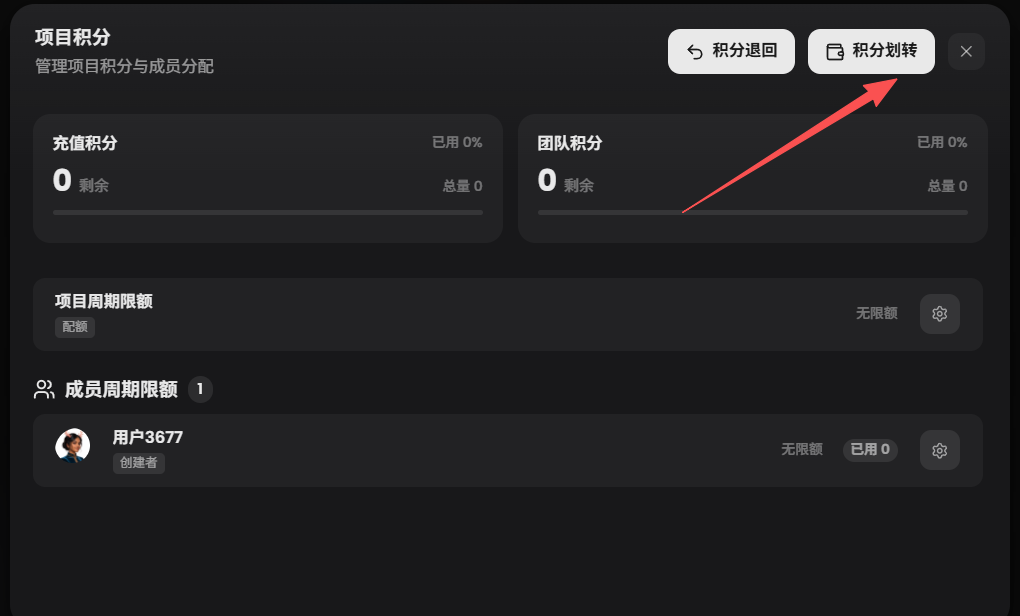 项目积分
管理项目积分与成员分配
积分退回
积分划转
充值积分
已用 0%
0 剩余
总量 0
团队积分
已用 0%
0 剩余
总量 0
项目周期限额
配额
无限额
成员周期限额 1
用户3677
创建者
无限额
已用 0